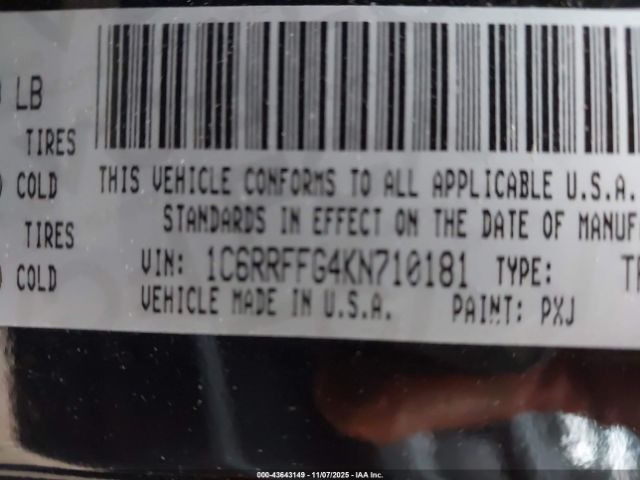 LB
TIRES
COLD
TIRES
COLD
THIS VEHICLE CONFORMS TO ALL APPLICABLE U.S.A.
STANDARDS IN EFFECT ON THE DATE OF MANUF
VIN: 1C6RRFFG4KN710181 TYPE: TR
VEHICLE MADE IN U.S.A. PAINT: PXJ
000-43643149 - 11/07/2025 - IAA Inc.